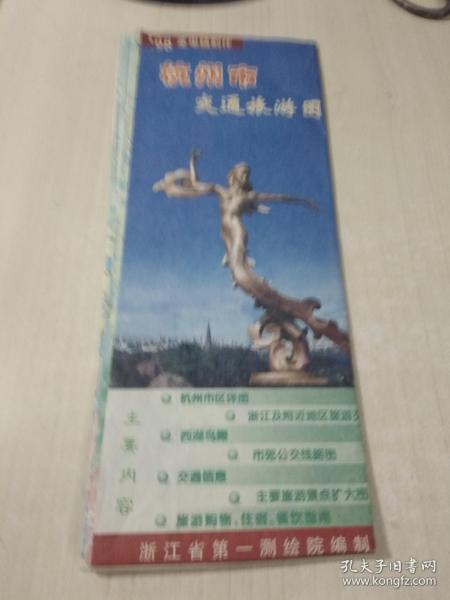 杭州市
交通旅游图
主要内容
杭州市区详图
浙江及附近地区旅游交
西湖鸟瞰
市郊公交线路图
交通信息
主要旅游景点扩大图
旅游购物、住宿、餐饮指南
浙江省第一测绘院编制
孔夫子旧书网
www.kongfz.com